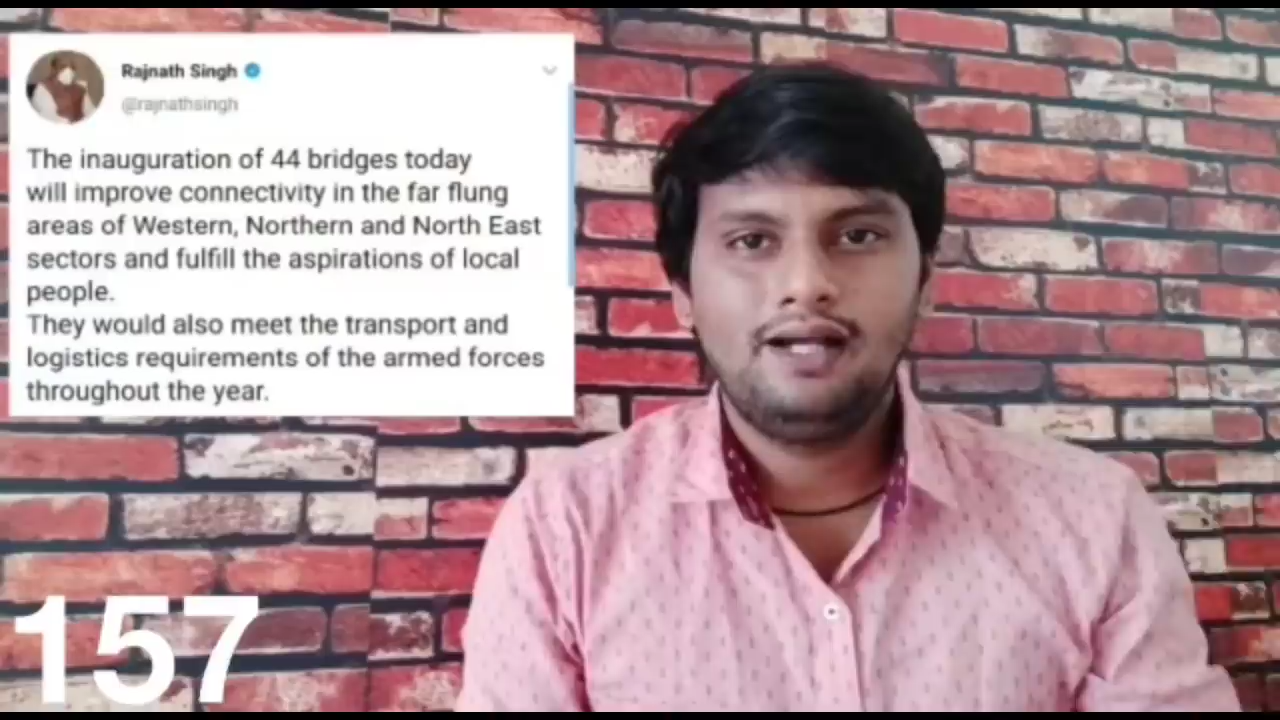 Rajnath Singh
@rajnathsingh
The inauguration of 44 bridges today
will improve connectivity in the far flung
areas of Western, Northern and North East
sectors and fulfill the aspirations of local
people.
They would also meet the transport and
logistics requirements of the armed forces
throughout the year.
157